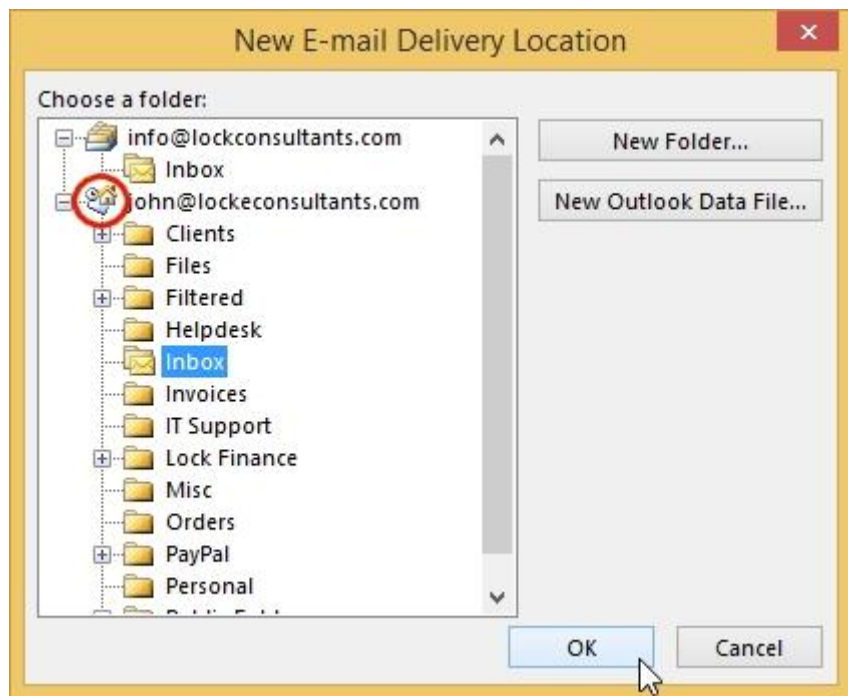 New E-mail Delivery Location
Choose a folder:
info@lockconsultants.com
Inbox
john@lockeconsultants.com
Clients
Files
Filtered
Helpdesk
Inbox
Invoices
IT Support
Lock Finance
Misc
Orders
PayPal
Personal
New Folder...
New Outlook Data File...
OK
Cancel